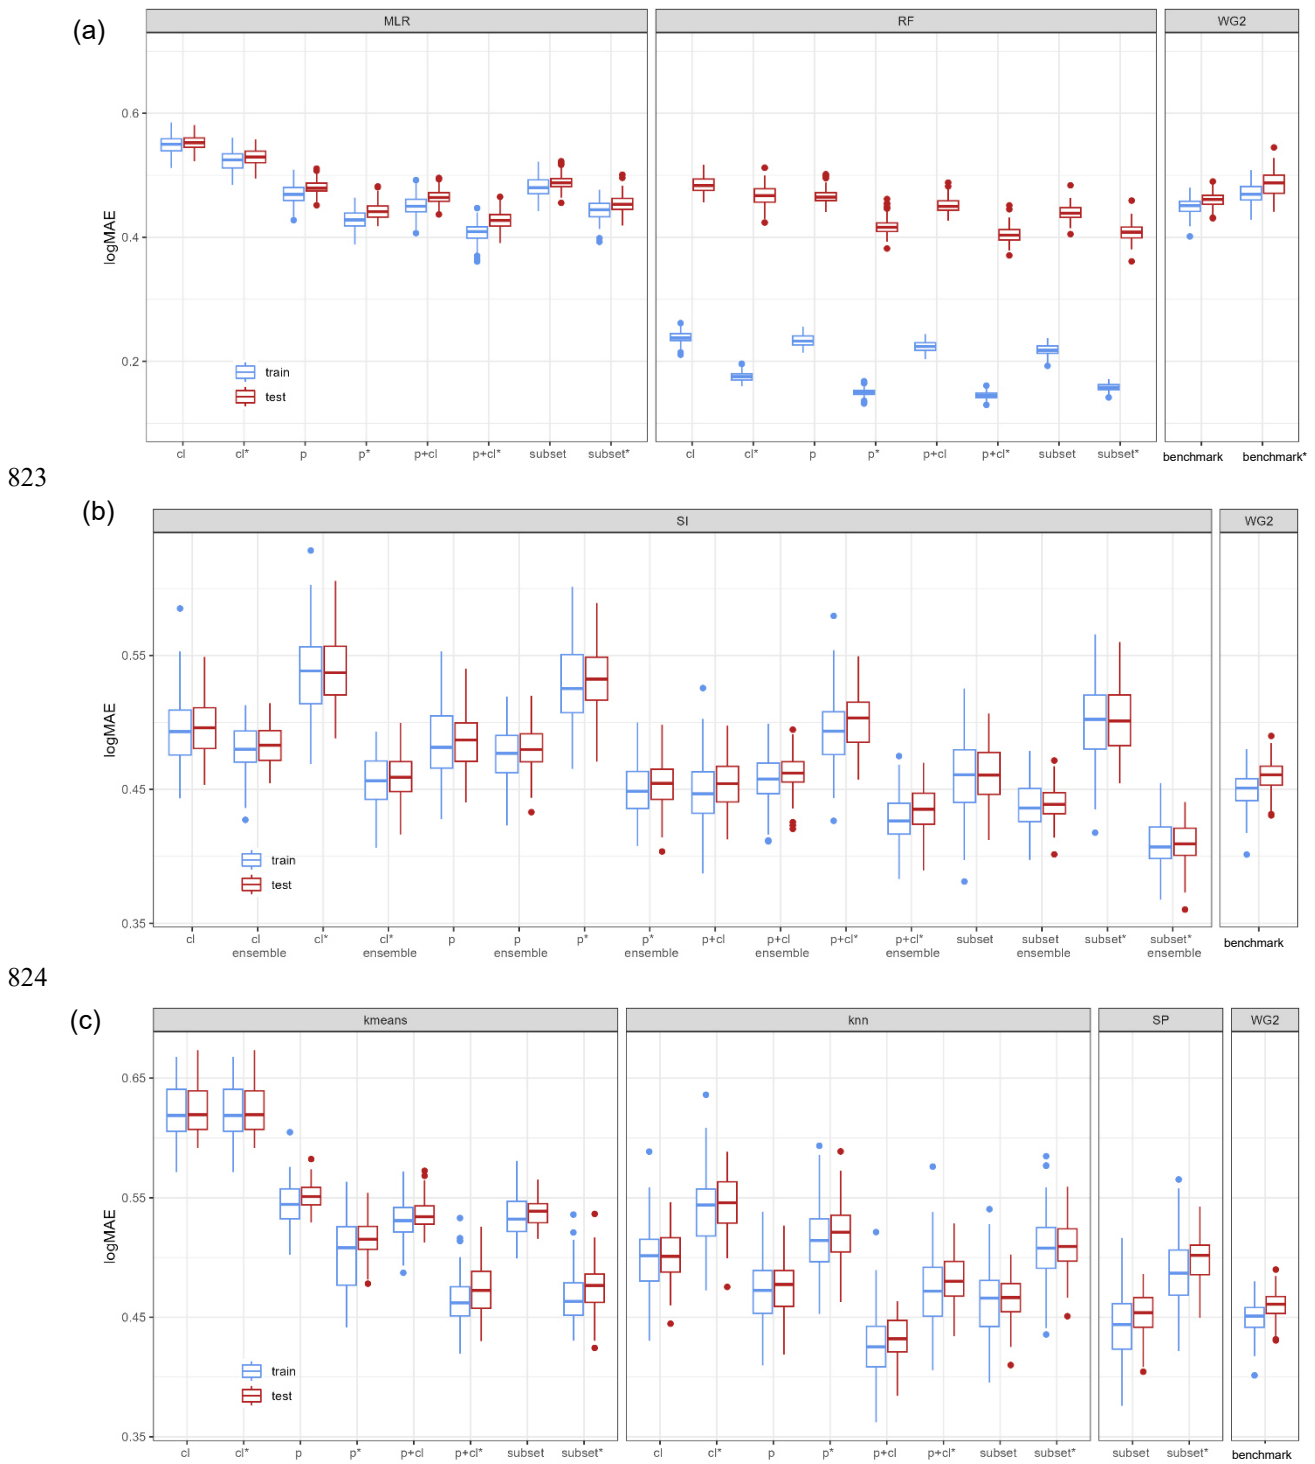 (a)
MLR RF WG2
0.6
0.4
0.2
logMAE
train
test
cl cl* p p* p+cl p+cl* subset subset* cl cl* p p* p+cl p+cl* subset subset* benchmark benchmark*
823
(b)
SI WG2
0.55
0.45
0.35
logMAE
train
test
cl cl cl* cl* p p p* p* p+cl p+cl p+cl* p+cl* subset subset subset* subset* benchmark
ensemble ensemble ensemble ensemble ensemble ensemble ensemble ensemble
824
(c)
kmeans knn SP WG2
0.65
0.55
0.45
0.35
logMAE
train
test
cl cl* p p* p+cl p+cl* subset subset* cl cl* p p* p+cl p+cl* subset subset* subset subset* benchmark